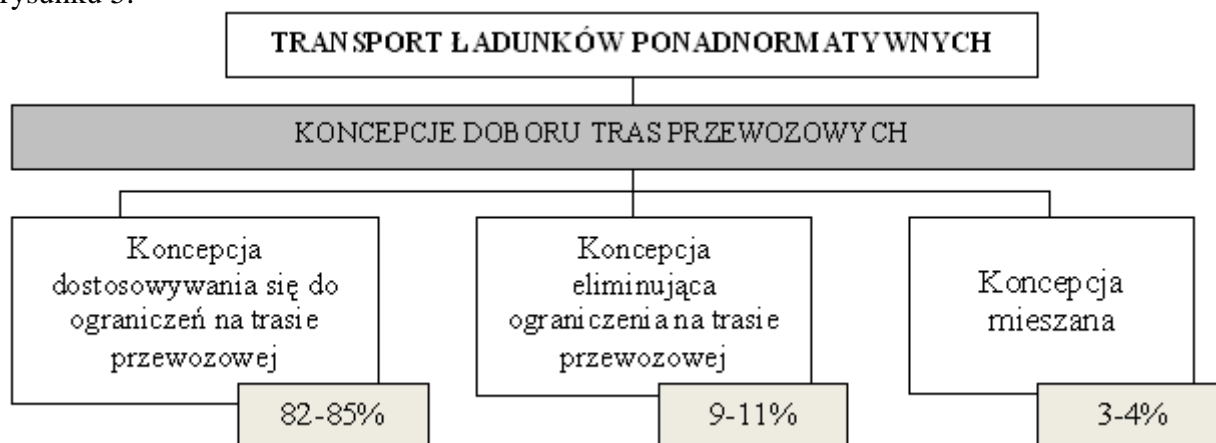 rysunku 3.
TRANSPORT ŁADUNKÓW PONADNORMATYWNYCH
KONCEPCJE DOBORU TRAS PRZEWOZOWYCH
Koncepcja
dostosowywania się do
ograniczeń na trasie
przewozowej
82-85%
Koncepcja
eliminująca
ograniczenia na trasie
przewozowej
9-11%
Koncepcja
mieszana
3-4%